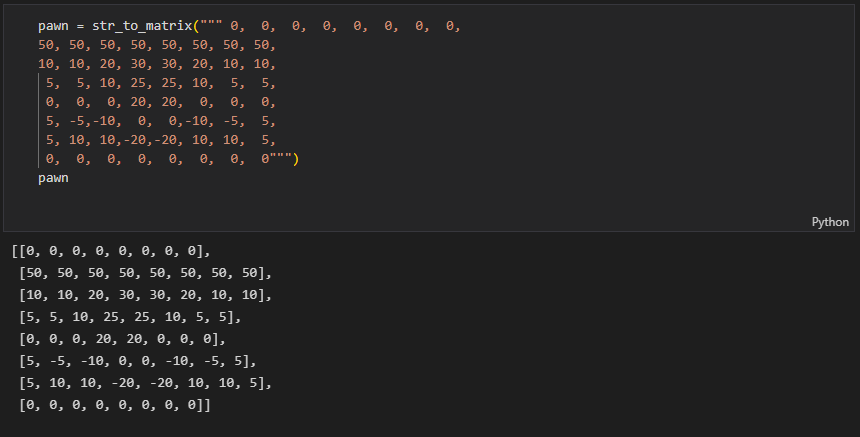 pawn = str_to_matrix(""" 0,  0,  0,  0,  0,  0,  0,  0,
50, 50, 50, 50, 50, 50, 50, 50,
10, 10, 20, 30, 30, 20, 10, 10,
 5,  5, 10, 25, 25, 10,  5,  5,
 0,  0,  0, 20, 20,  0,  0,  0,
 5, -5,-10,  0,  0,-10, -5,  5,
 5, 10, 10,-20,-20, 10, 10,  5,
 0,  0,  0,  0,  0,  0,  0,  0""")
pawn
Python
[[0, 0, 0, 0, 0, 0, 0, 0],
 [50, 50, 50, 50, 50, 50, 50, 50],
 [10, 10, 20, 30, 30, 20, 10, 10],
 [5, 5, 10, 25, 25, 10, 5, 5],
 [0, 0, 0, 20, 20, 0, 0, 0],
 [5, -5, -10, 0, 0, -10, -5, 5],
 [5, 10, 10, -20, -20, 10, 10, 5],
 [0, 0, 0, 0, 0, 0, 0, 0]]